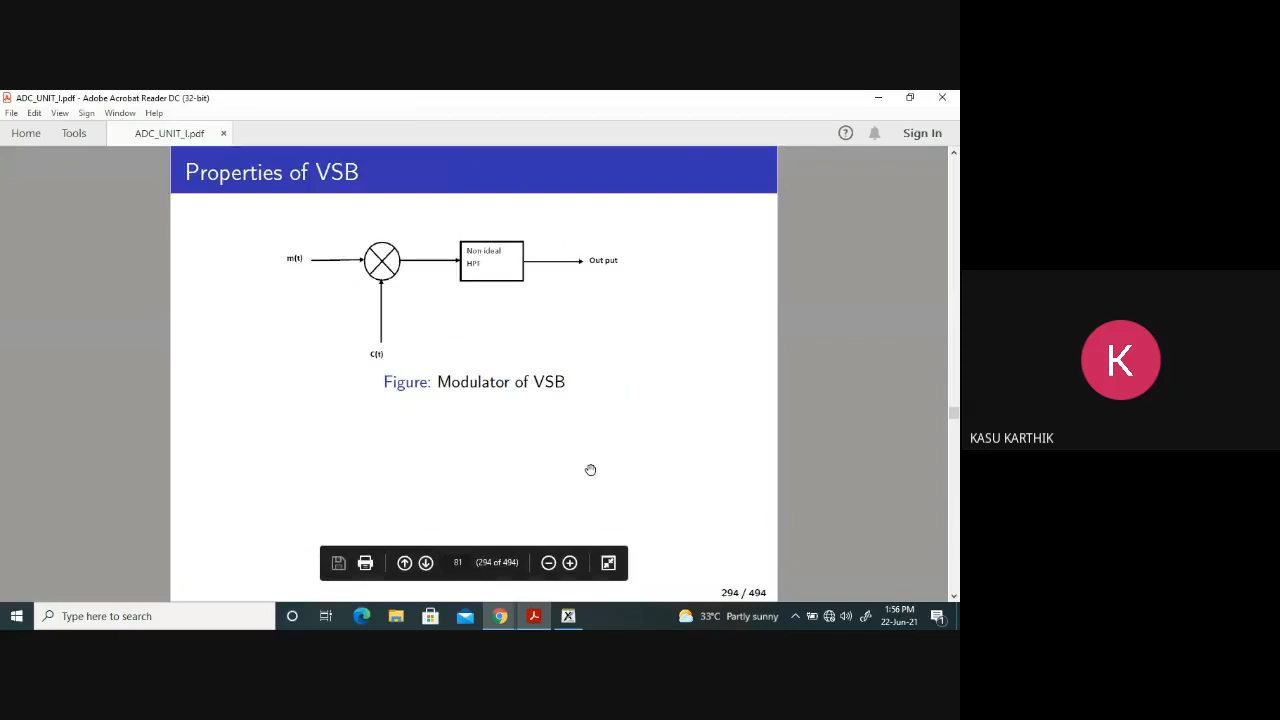 ADC_UNIT_I.pdf - Adobe Acrobat Reader DC (32-bit)
File Edit View Sign Window Help
Home Tools ADC_UNIT_I.pdf × ? Sign In
Properties of VSB
m(t)
Non ideal
HPF
Out put
C(t)
Figure: Modulator of VSB
K
KASU KARTHIK
81 (294 of 494)
294 / 494
Type here to search
33°C Partly sunny
1:56 PM
22-Jun-21
1